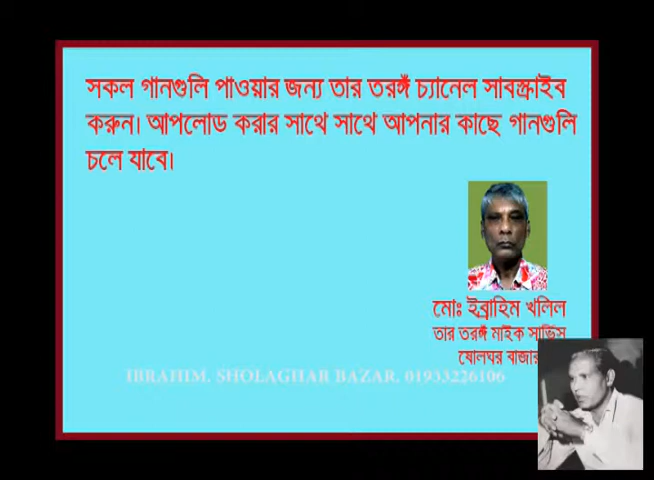 সকল গানগুলি পাওয়ার জন্য তার তরঙ্গঁ চ্যানেল সাবস্ক্রাইব
করুন। আপলোড করার সাথে সাথে আপনার কাছে গানগুলি
চলে যাবে।
মোঃ ইব্রাহিম খলিল
তার তরঙ্গঁ মাইক সার্ভিস
ষোলঘর বাজার
IBRAHIM. SHOLAGHAR BAZAR. 01933226106